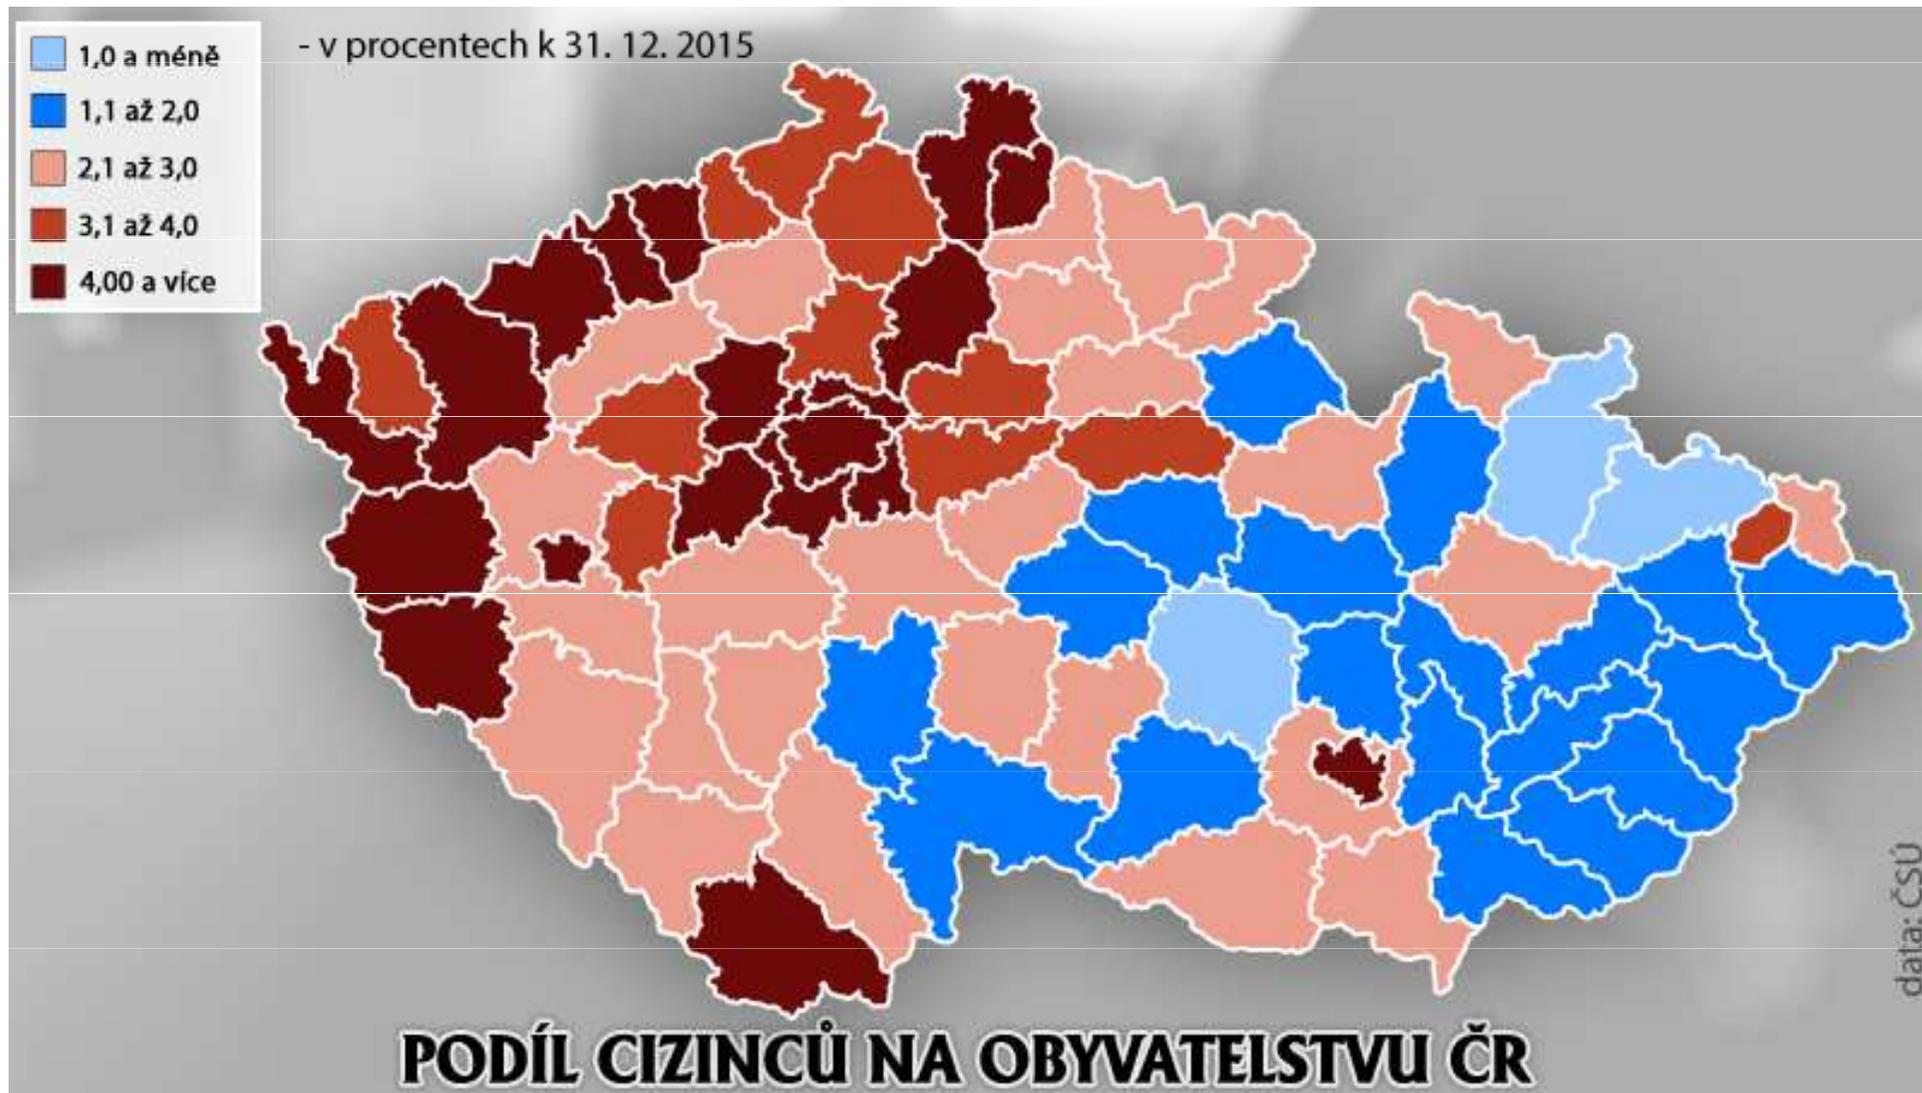 1,0 a méně
1,1 až 2,0
2,1 až 3,0
3,1 až 4,0
4,00 a více
- v procentech k 31. 12. 2015
data: ČSÚ
PODÍL CIZINCŮ NA OBYVATELSTVU ČR